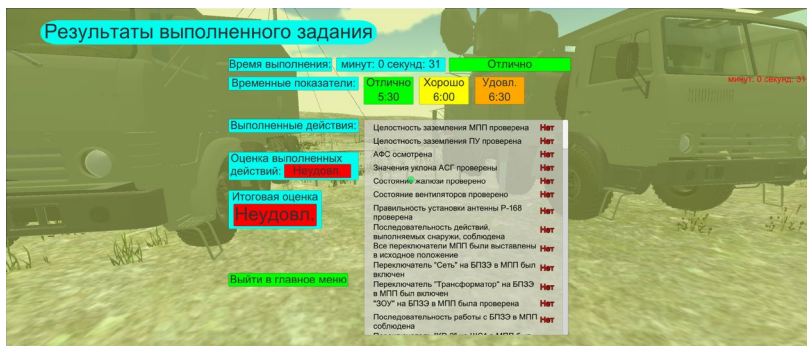 Результаты выполненного задания
Время выполнения: минут: 0 секунд: 31 Отлично
минут: 0 секунд: 31
Временные показатели: Отлично Хорошо Удовл.
5:30 6:00 6:30
Выполненные действия:
Оценка выполненных
действий: Неудовл.
Итоговая оценка
Неудовл.
Выйти в главное меню
Целостность заземления МПП проверена Нет
Целостность заземления ПУ проверена Нет
АФС осмотрена Нет
Значения уклона АСГ проверены Нет
Состояние жалюзи проверено Нет
Состояние вентиляторов проверено Нет
Правильность установки антенны Р-168 Нет
проверена
Последовательность действий, Нет
выполняемых снаружи, соблюдена
Все переключатели МПП были выставлены Нет
в исходное положение
Переключатель "Сеть" на БПЗЭ в МПП был Нет
включен
Переключатель "Трансформатор" на БПЗЭ Нет
в МПП был включен
"ЗОУ" на БПЗЭ в МПП была проверена Нет
Последовательность работы с БПЗЭ в МПП Нет
соблюдена